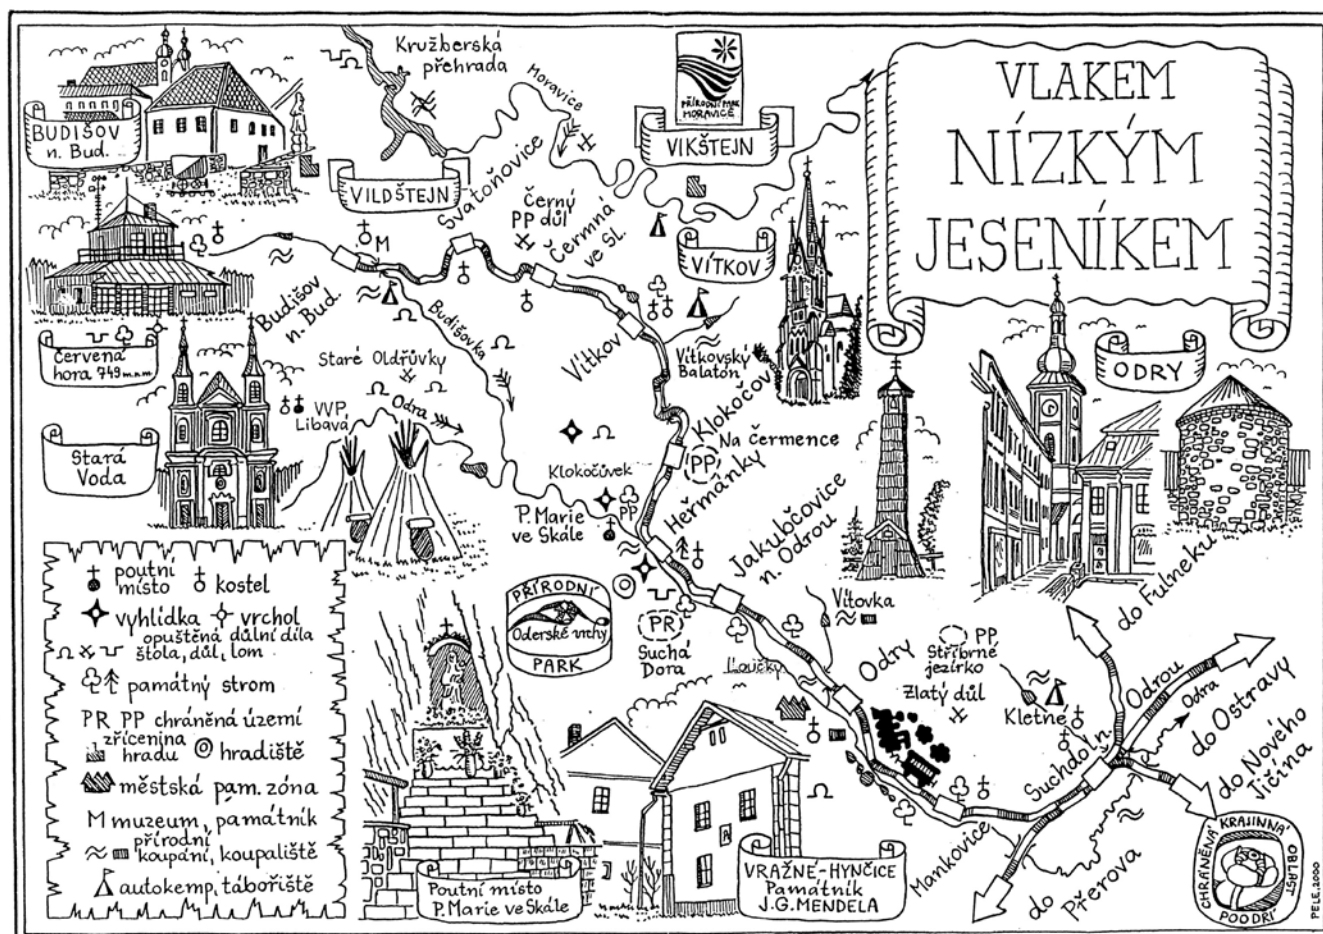 VLAKEM
NÍZKÝM
JESENÍKEM
BUDIŠOV
n. Bud.
Kružberská
přehrada
Moravice
PŘÍRODNÍ PARK
MORAVICE
VIKŠTEJN
VILDŠTEJN
Svatoňovice
Černý
PP důl
Čermná
ve Sl.
VÍTKOV
ODRY
Červená
hora 749 m.n.m.
Budišov
n. Bud.
M
Budišovka
Staré Oldřůvky
Vítkov
Vítkovský
Balatón
Klokočov
Stará
Voda
VVP
Libavá
Odra
Na Čermence
PP
Klokočůvek
PP
P. Marie
ve Skále
Heřmánky
Jakubčovice
n. Odrou
PŘÍRODNÍ
Oderské vrchy
PARK
PR
Suchá
Dora
Vítovka
Loučky
Odry
PP
Stříbrné
jezírko
Zlatý důl
Kletné
do Fulneku
Suchdol n.
Odrou
Odra
do Ostravy
do Nového
Jičína
Mankovice
do
Přerova
poutní
místo
kostel
vyhlídka
vrchol
opuštěná důlní díla
štola, důl, lom
památný strom
PR PP chráněná území
zřícenina
hradu
hradiště
městská pam. zóna
M muzeum, památník
přírodní
koupání, koupaliště
autokemp, tábořiště
Poutní místo
P. Marie ve Skále
VRAŽNÉ-HYNČICE
Památník
J.G. MENDELA
CHRÁNĚNÁ KRAJINNÁ
OBLAST
POODŘÍ
PELE, 2000